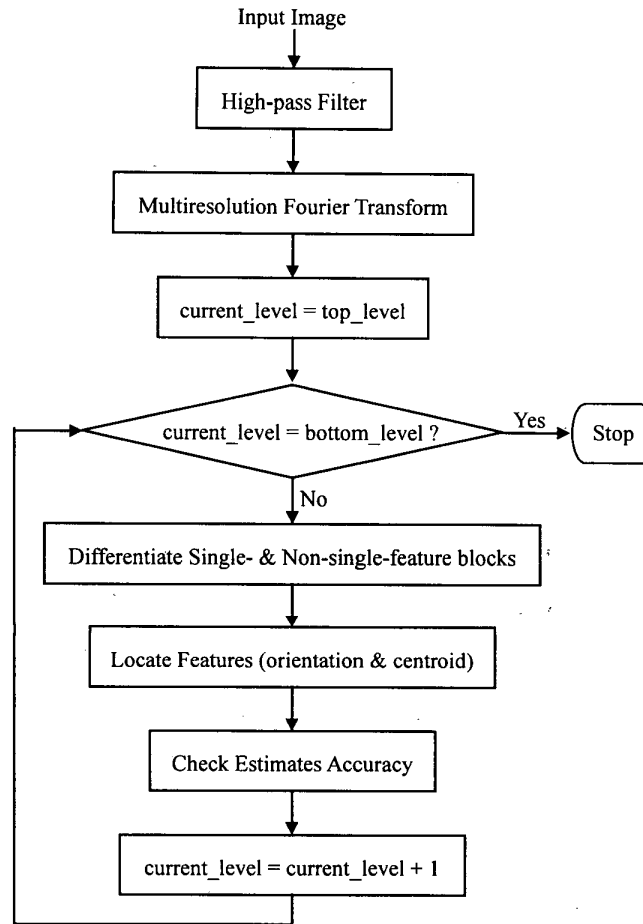 Input Image
High-pass Filter
Multiresolution Fourier Transform
current_level = top_level
current_level = bottom_level ?
Yes
Stop
No
Differentiate Single- & Non-single-feature blocks
Locate Features (orientation & centroid)
Check Estimates Accuracy
current_level = current_level + 1